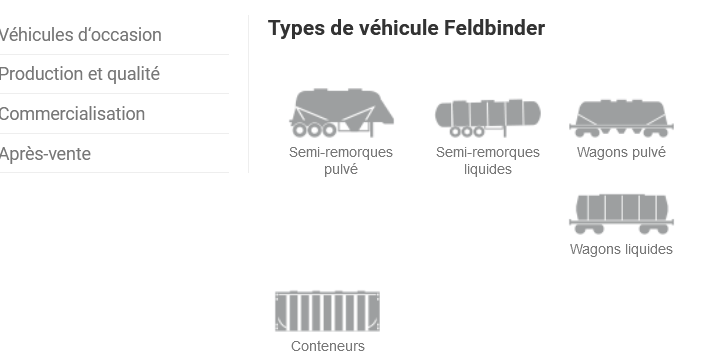 Véhicules d‘occasion
Production et qualité
Commercialisation
Après-vente
Types de véhicule Feldbinder
Semi-remorques
pulvé
Semi-remorques
liquides
Wagons pulvé
Wagons liquides
Conteneurs